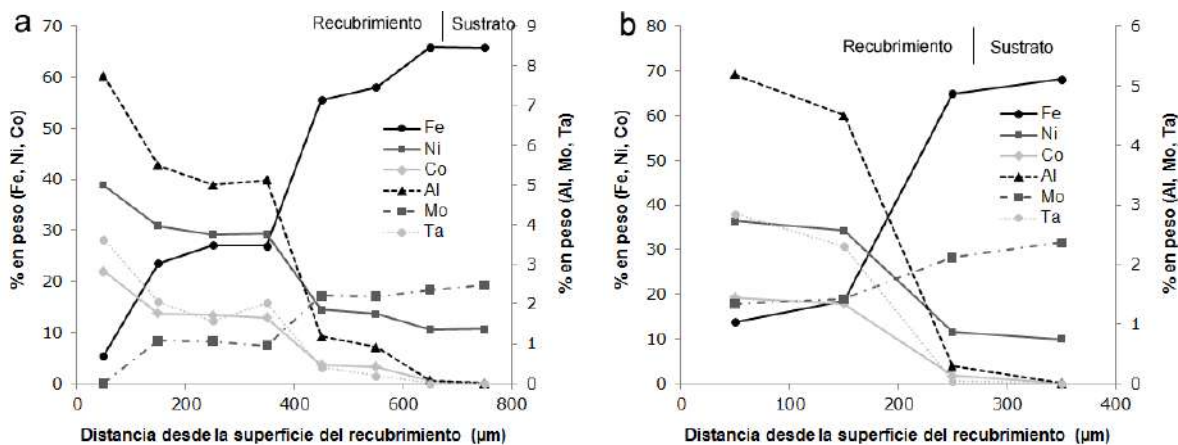 a
Recubrimiento
Sustrato
% en peso (Fe, Ni, Co)
70
60
50
40
30
20
10
0
9
8
7
6
5
4
3
2
1
0
% en peso (Al, Mo, Ta)
Fe
Ni
Co
Al
Mo
Ta
0
200
400
600
800
Distancia desde la superficie del recubrimiento (µm)
b
Recubrimiento
Sustrato
% en peso (Fe, Ni, Co)
80
70
60
50
40
30
20
10
0
6
5
4
3
2
1
0
% en peso (Al, Mo, Ta)
Fe
Ni
Co
Al
Mo
Ta
0
100
200
300
400
Distancia desde la superficie del recubrimiento (µm)